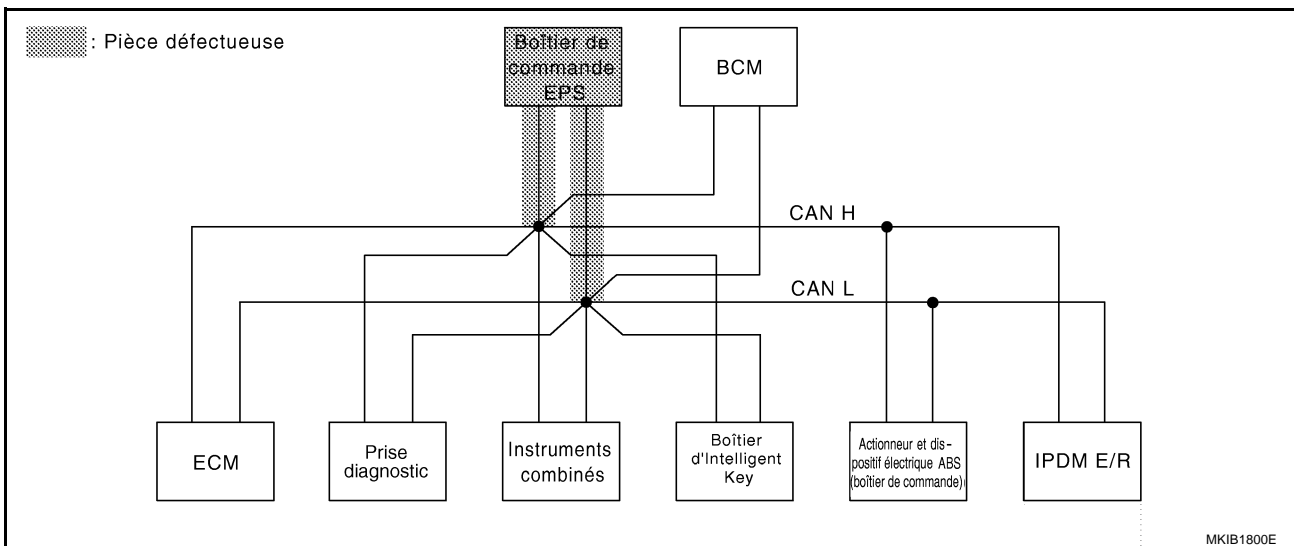 : Pièce défectueuse
Boîtier de
commande
EPS
BCM
CAN H
CAN L
ECM
Prise
diagnostic
Instruments
combinés
Boîtier
d'Intelligent
Key
Actionneur et dis-
positif électrique ABS
(boîtier de commande)
IPDM E/R
MKIB1800E